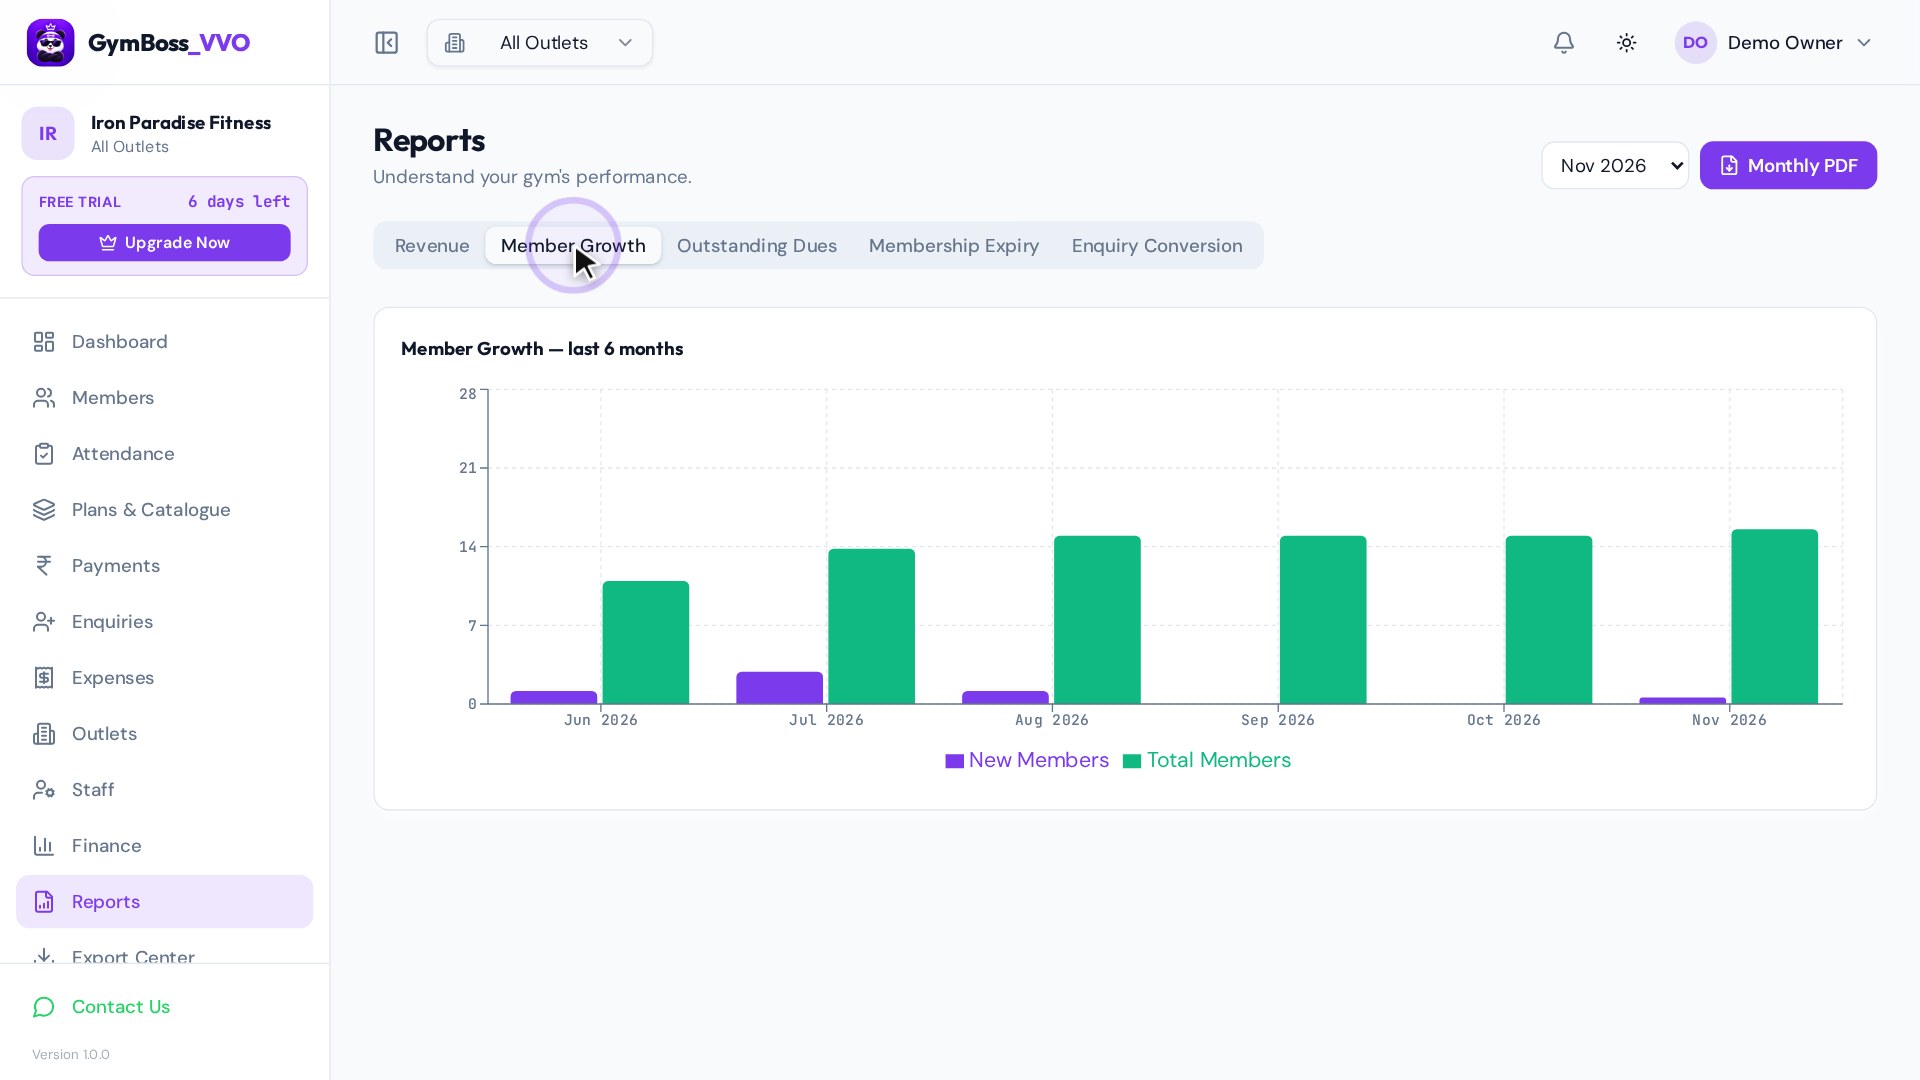 GymBoss_VVO
All Outlets
DO
Demo Owner
IR
Iron Paradise Fitness
All Outlets
FREE TRIAL
6 days left
Upgrade Now
Dashboard
Members
Attendance
Plans & Catalogue
Payments
Enquiries
Expenses
Outlets
Staff
Finance
Reports
Export Center
Contact Us
Version 1.0.0
Reports
Understand your gym's performance.
Nov 2026
Monthly PDF
Revenue
Member Growth
Outstanding Dues
Membership Expiry
Enquiry Conversion
Member Growth — last 6 months
28
21
14
7
0
Jun 2026
Jul 2026
Aug 2026
Sep 2026
Oct 2026
Nov 2026
New Members
Total Members